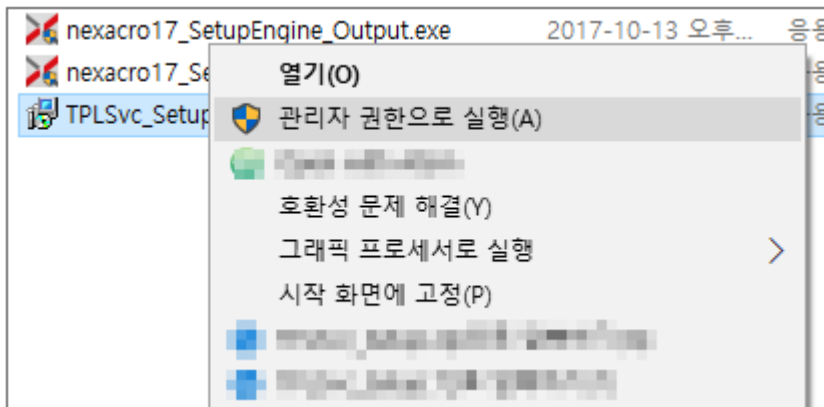 nexacro17_SetupEngine_Output.exe 2017-10-13 오후... 응용
nexacro17_Se
TPLSvc_Setup
열기(O)
관리자 권한으로 실행(A)
호환성 문제 해결(Y)
그래픽 프로세서로 실행
시작 화면에 고정(P)